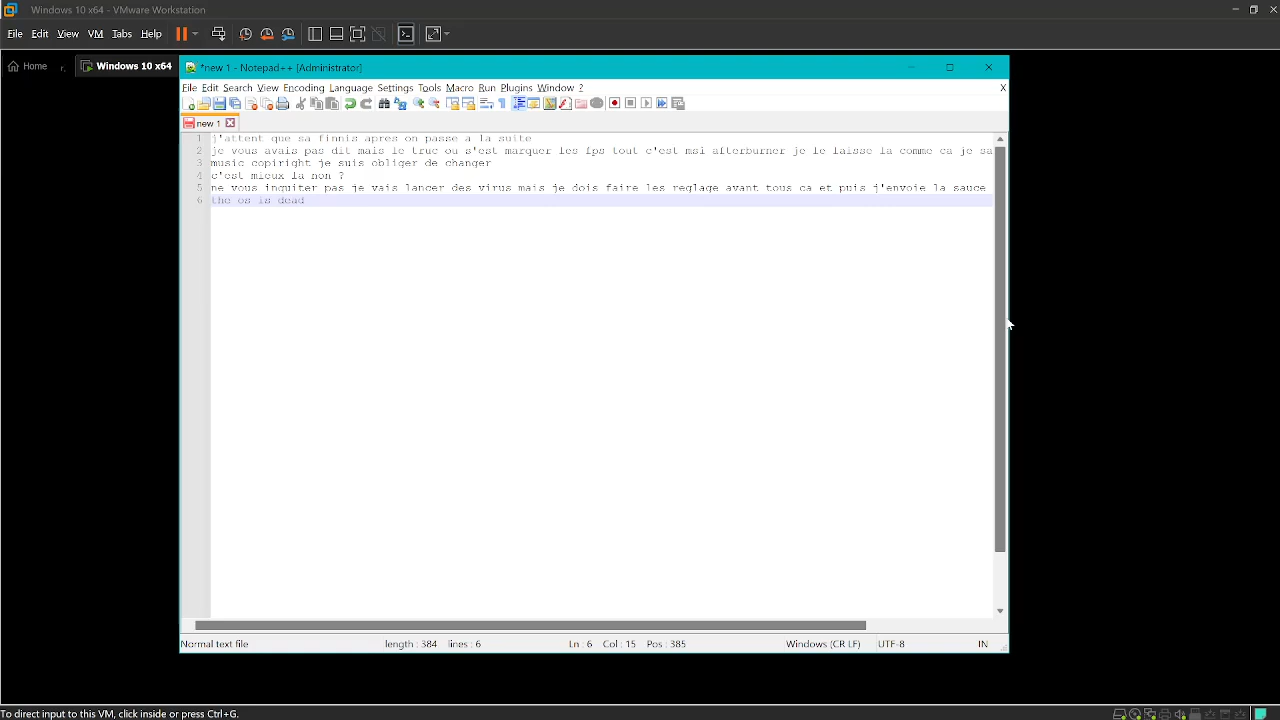 Windows 10 x64 - VMware Workstation
File Edit View VM Tabs Help
Home
Windows 10 x64
*new 1 - Notepad++ [Administrator]
File Edit Search View Encoding Language Settings Tools Macro Run Plugins Window ? X
new 1
1 j'attent que sa finnis apres on passe a la suite
2 je vous avais pas dit mais le truc ou s'est marquer les fps tout c'est msi afterburner je le laisse la comme ca je sa
3 music copiright je suis obliger de changer
4 c'est mieux la non ?
5 ne vous inquiter pas je vais lancer des virus mais je dois faire les reglage avant tous ca et puis j'envoie la sauce
6 the os is dead
Normal text file length : 384 lines : 6 Ln : 6 Col : 15 Pos : 385 Windows (CR LF) UTF-8 IN
To direct input to this VM, click inside or press Ctrl+G.